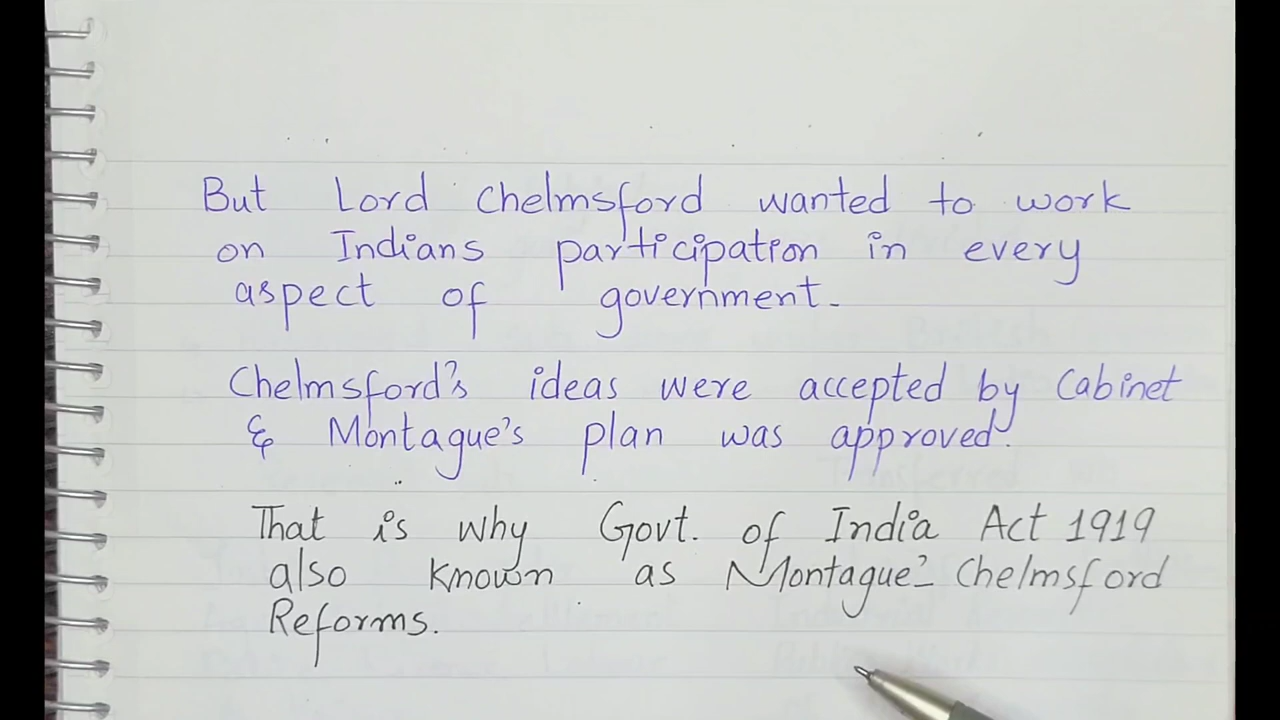 But Lord Chelmsford wanted to work
on Indians participation in every
aspect of government.
Chelmsford's ideas were accepted by Cabinet
& Montague's plan was approved.
That is why Govt. of India Act 1919
also known as Montague - Chelmsford
Reforms.